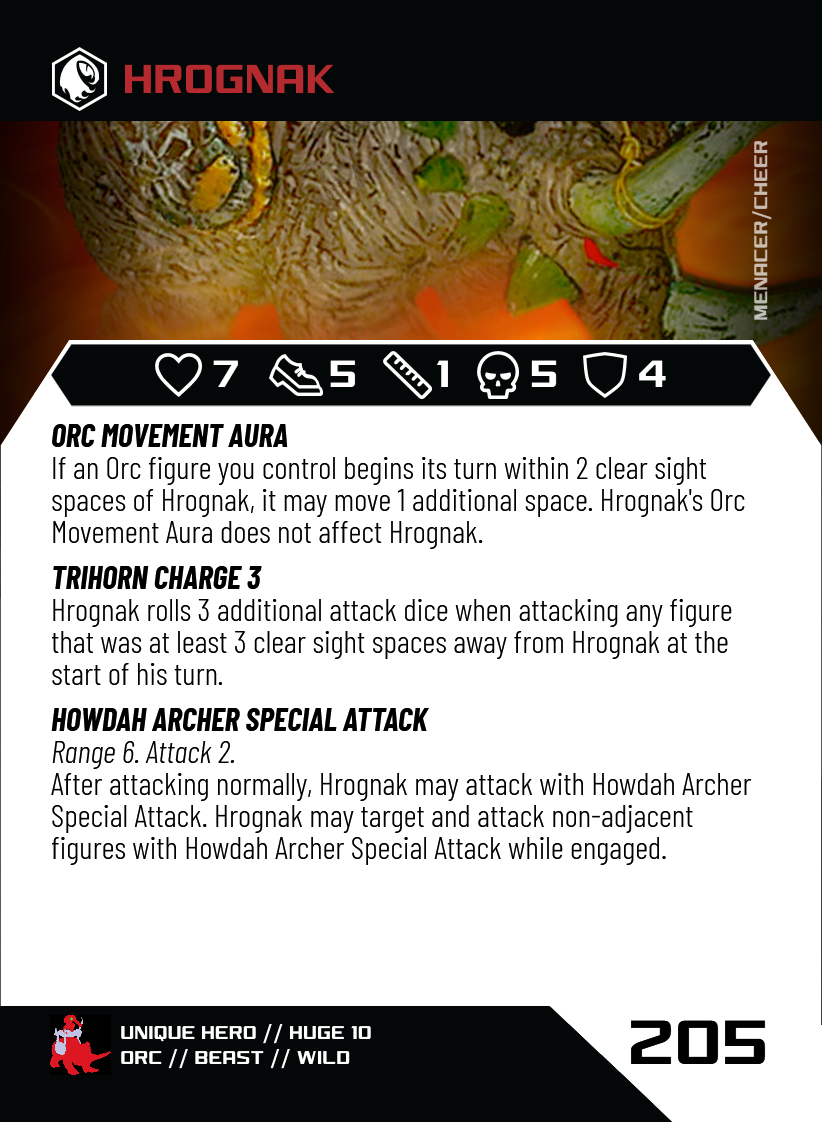 HROGNAK
MENACER/CHEER
7 5 1 5 4
ORC MOVEMENT AURA
If an Orc figure you control begins its turn within 2 clear sight
spaces of Hrognak, it may move 1 additional space. Hrognak's Orc
Movement Aura does not affect Hrognak.
TRIHORN CHARGE 3
Hrognak rolls 3 additional attack dice when attacking any figure
that was at least 3 clear sight spaces away from Hrognak at the
start of his turn.
HOWDAH ARCHER SPECIAL ATTACK
Range 6. Attack 2.
After attacking normally, Hrognak may attack with Howdah Archer
Special Attack. Hrognak may target and attack non-adjacent
figures with Howdah Archer Special Attack while engaged.
UNIQUE HERO // HUGE 10
ORC // BEAST // WILD
205